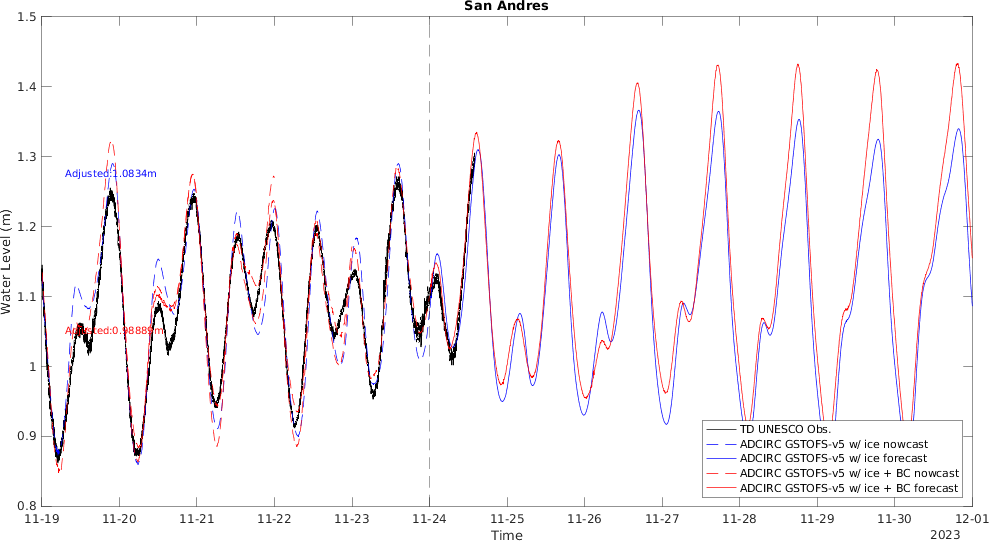 San Andres
1.5
1.4
1.3
1.2
1.1
1
0.9
0.8
Water Level (m)
Adjusted:1.0834m
Adjusted:0.98889m
TD UNESCO Obs.
ADCIRC GSTOFS-v5 w/ ice nowcast
ADCIRC GSTOFS-v5 w/ ice forecast
ADCIRC GSTOFS-v5 w/ ice + BC nowcast
ADCIRC GSTOFS-v5 w/ ice + BC forecast
11-19 11-20 11-21 11-22 11-23 11-24 11-25 11-26 11-27 11-28 11-29 11-30 12-01
Time
2023